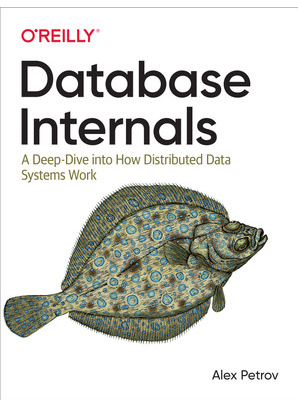 O'REILLY®
Database
Internals
A Deep-Dive into How Distributed Data
Systems Work
Alex Petrov